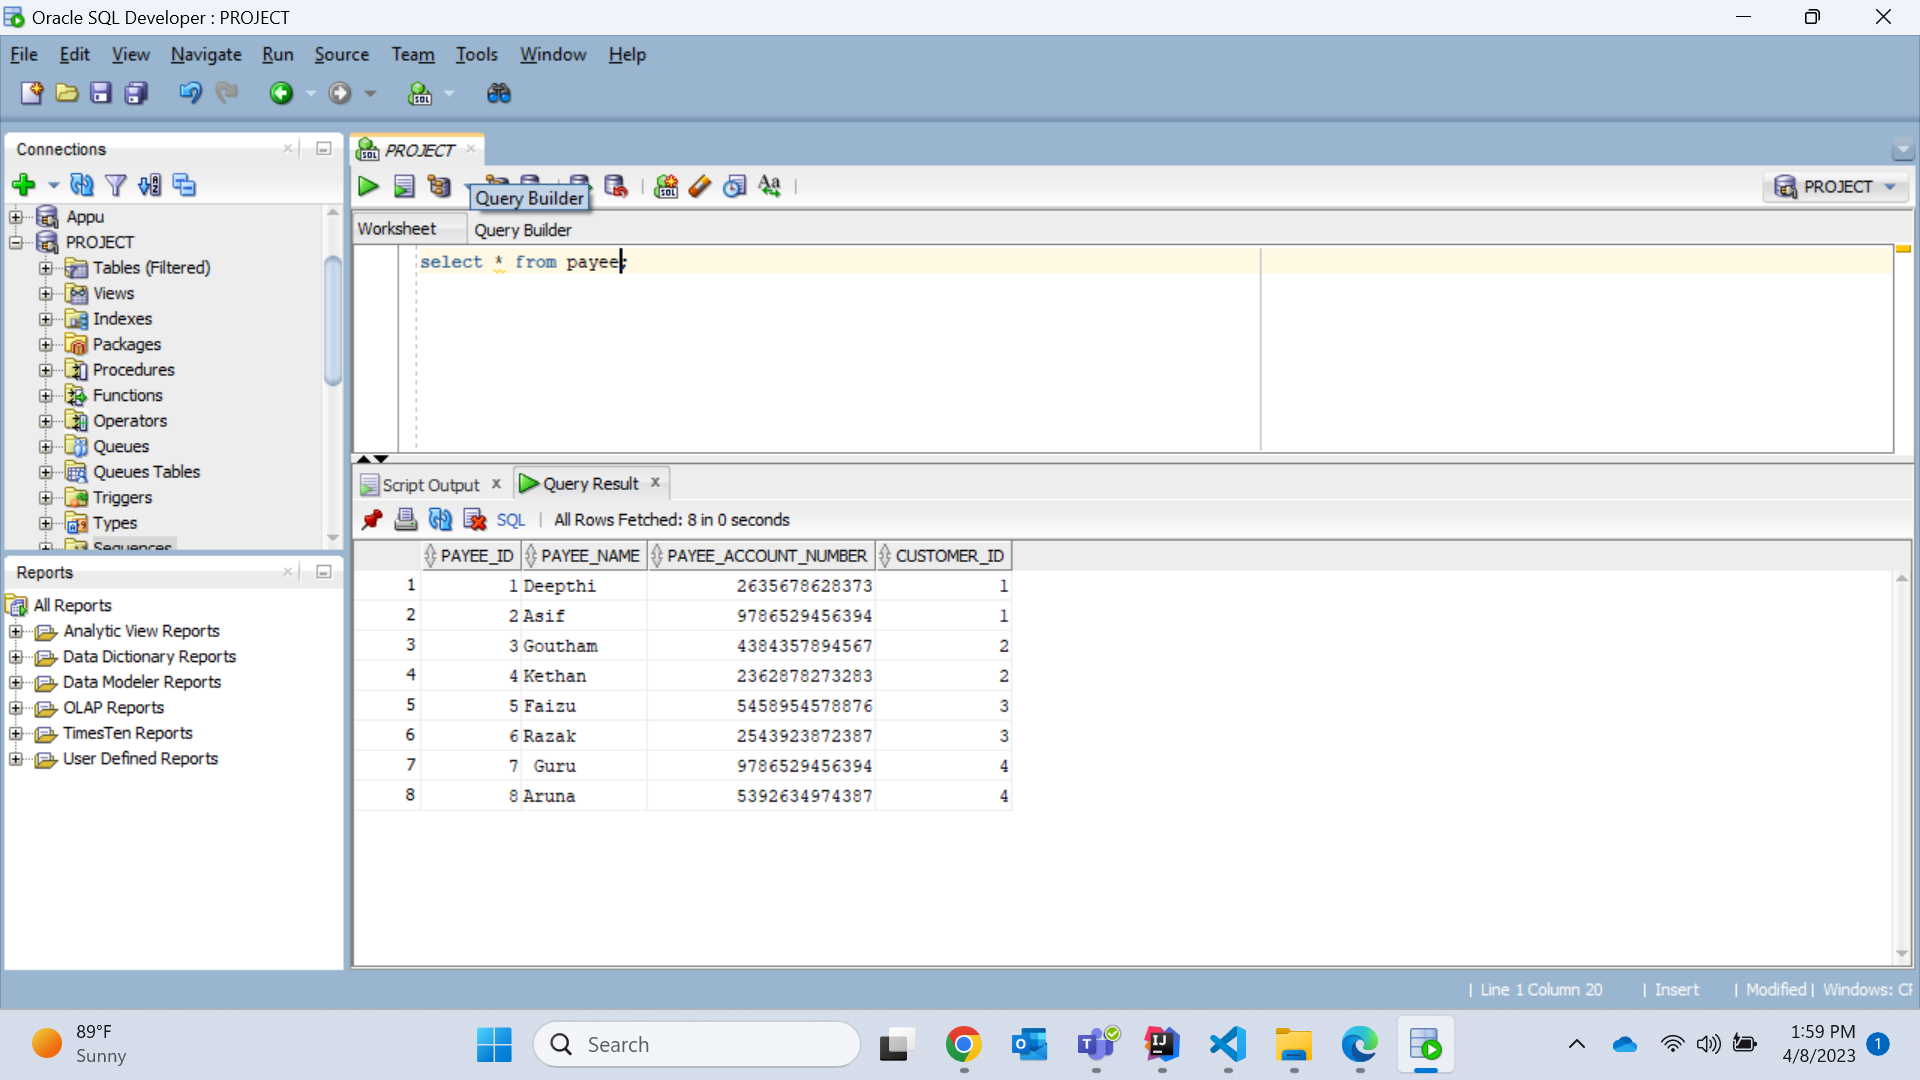 Oracle SQL Developer : PROJECT
File Edit View Navigate Run Source Team Tools Window Help
SQL
Connections
Appu
PROJECT
Tables (Filtered)
Views
Indexes
Packages
Procedures
Functions
Operators
Queues
Queues Tables
Triggers
Types
Sequences
Reports
All Reports
Analytic View Reports
Data Dictionary Reports
Data Modeler Reports
OLAP Reports
TimesTen Reports
User Defined Reports
SQL PROJECT
SQL Aa PROJECT
Query Builder
Worksheet Query Builder
select * from payee;
Script Output Query Result
SQL | All Rows Fetched: 8 in 0 seconds
PAYEE_ID PAYEE_NAME PAYEE_ACCOUNT_NUMBER CUSTOMER_ID
1 1 Deepthi 2635678628373 1
2 2 Asif 9786529456394 1
3 3 Goutham 4384357894567 2
4 4 Kethan 2362878273283 2
5 5 Faizu 5458954578876 3
6 6 Razak 2543923872387 3
7 7 Guru 9786529456394 4
8 8 Aruna 5392634974387 4
| Line 1 Column 20 | Insert | Modified | Windows: CF
89°F
Sunny
Search
1:59 PM
4/8/2023
1